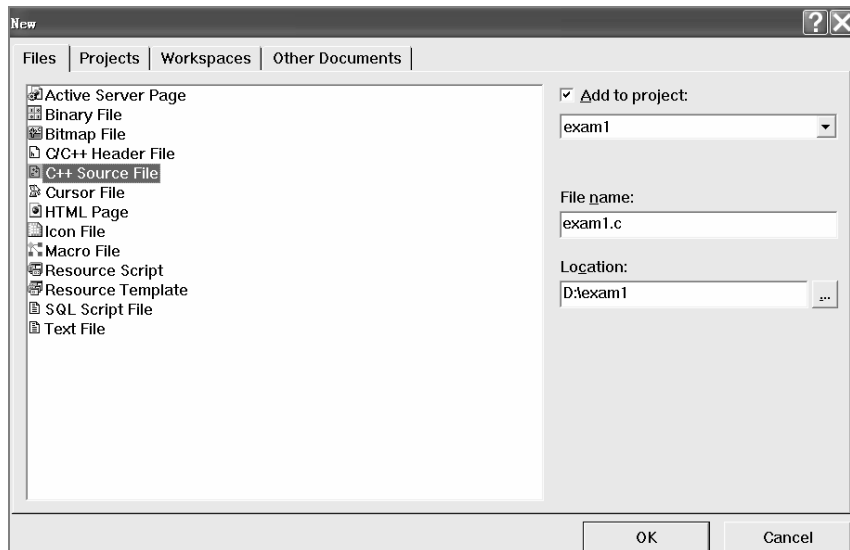 New
Files Projects Workspaces Other Documents
Active Server Page
Binary File
Bitmap File
C/C++ Header File
C++ Source File
Cursor File
HTML Page
Icon File
Macro File
Resource Script
Resource Template
SQL Script File
Text File
Add to project:
exam1
File name:
exam1.c
Location:
D:\exam1
...
OK Cancel